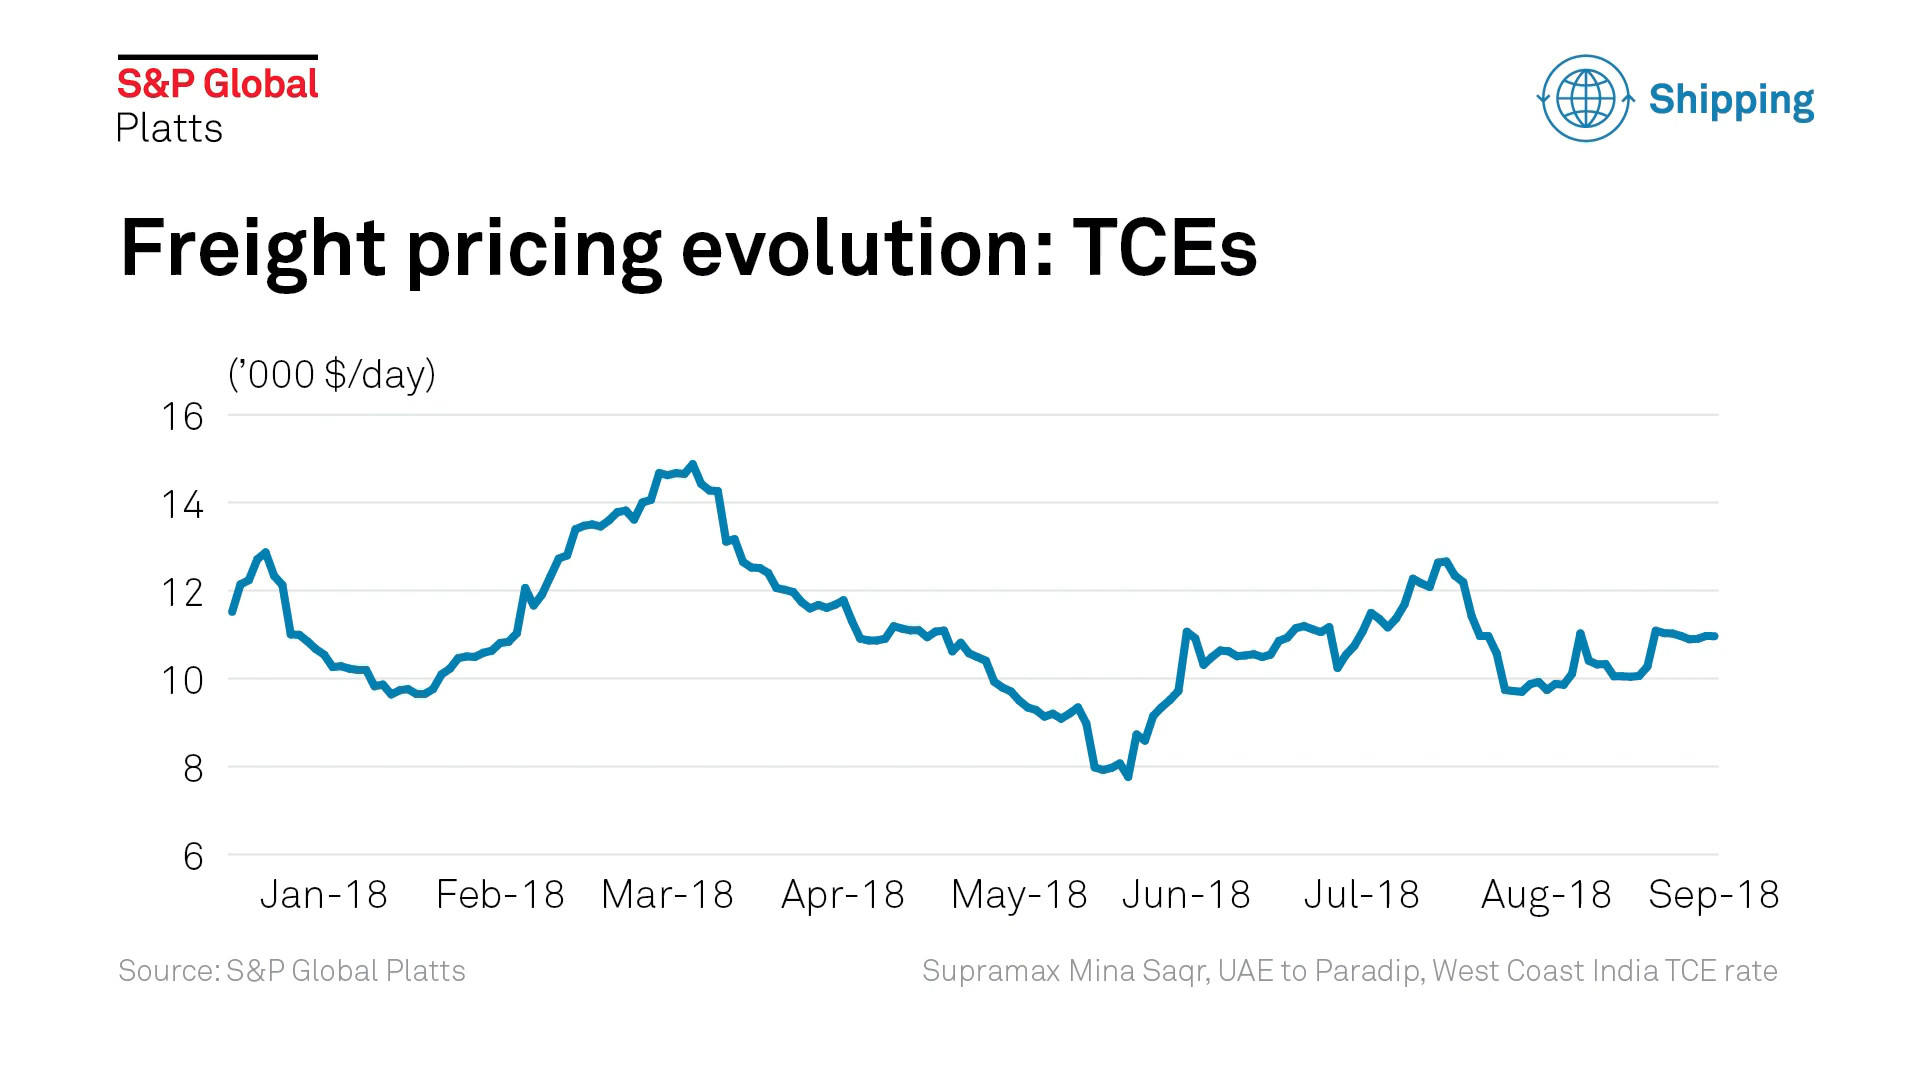 S&P Global
Platts
Shipping
Freight pricing evolution: TCEs
(’000 $/day)
16
14
12
10
8
6
Jan-18 Feb-18 Mar-18 Apr-18 May-18 Jun-18 Jul-18 Aug-18 Sep-18
Source: S&P Global Platts
Supramax Mina Saqr, UAE to Paradip, West Coast India TCE rate